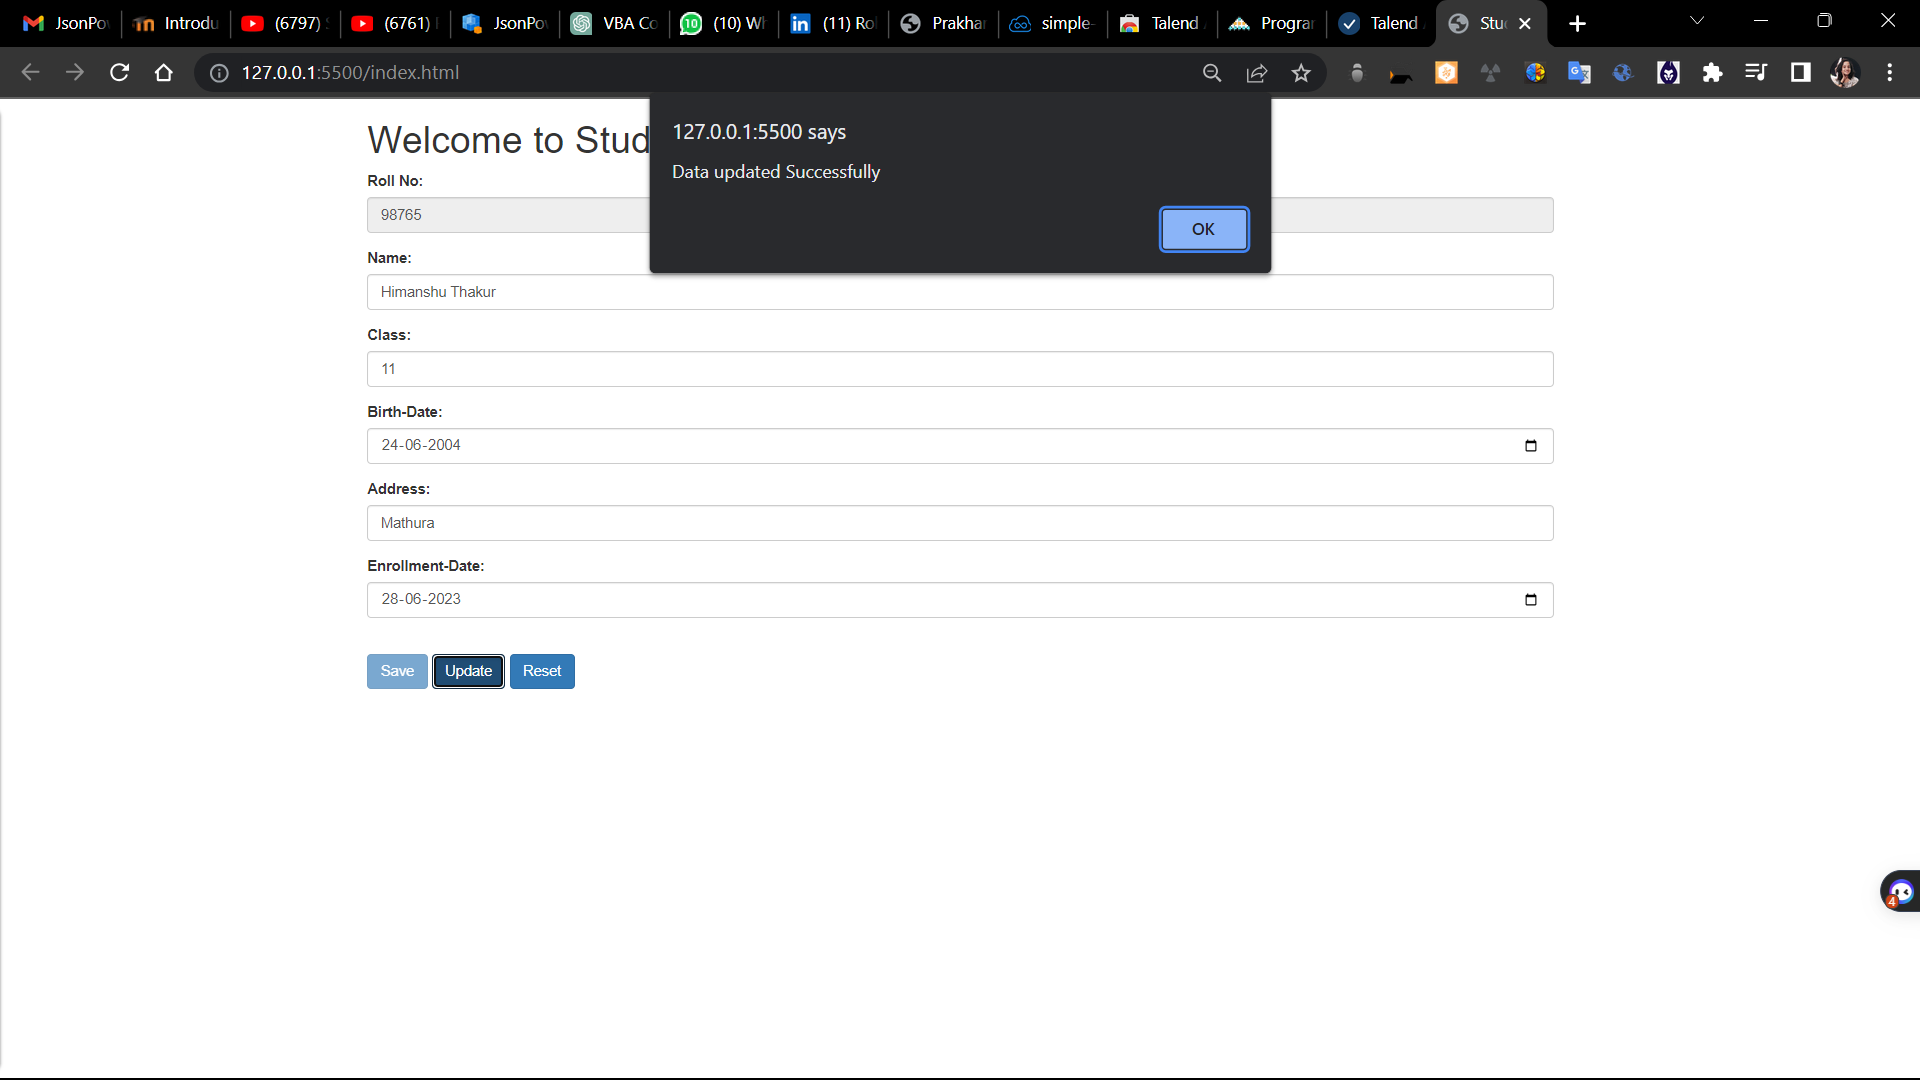 JsonPo
Introdu
(6797)
(6761)
JsonPo
VBA Co
(10) W
(11) Ro
Prakhar
simple-
Talend
Program
Talend
Stu
127.0.0.1:5500/index.html
127.0.0.1:5500 says
Data updated Successfully
OK
Welcome to Stud
Roll No:
98765
Name:
Himanshu Thakur
Class:
11
Birth-Date:
24-06-2004
Address:
Mathura
Enrollment-Date:
28-06-2023
Save Update Reset
4